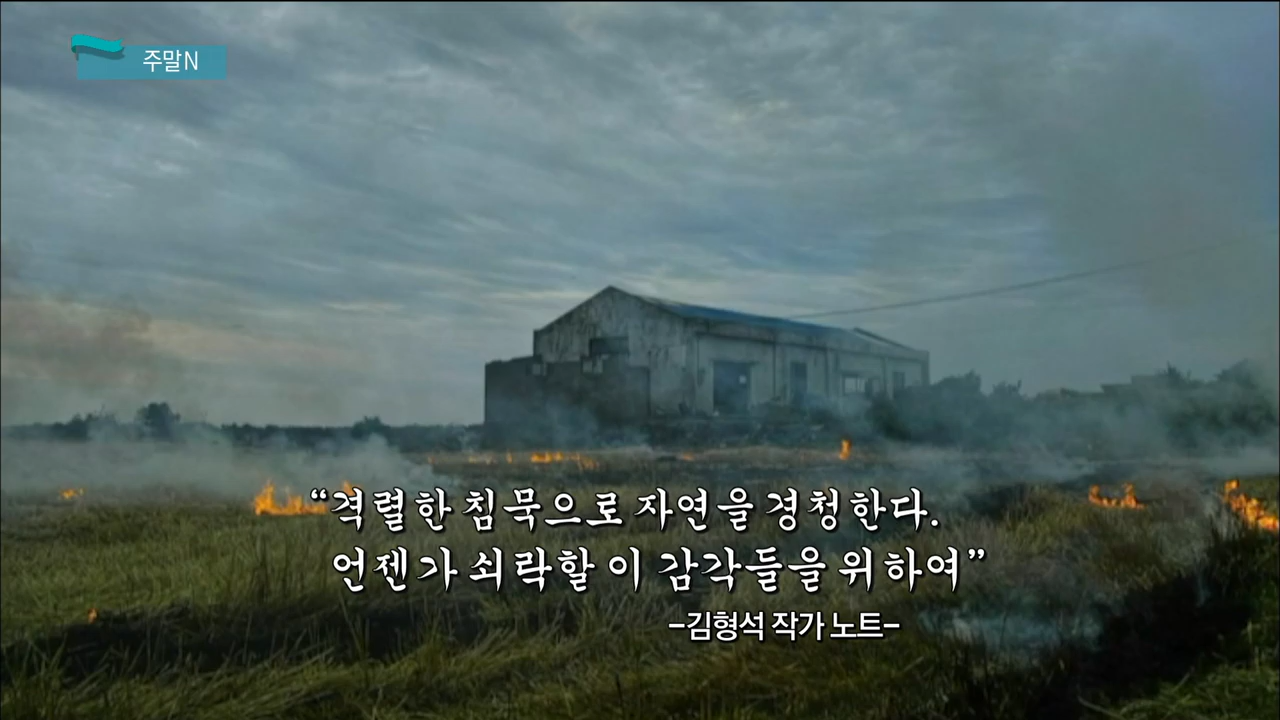 주말N
“격렬한 침묵으로 자연을 경청한다.
언젠가 쇠락할 이 감각들을 위하여”
-김형석 작가 노트-